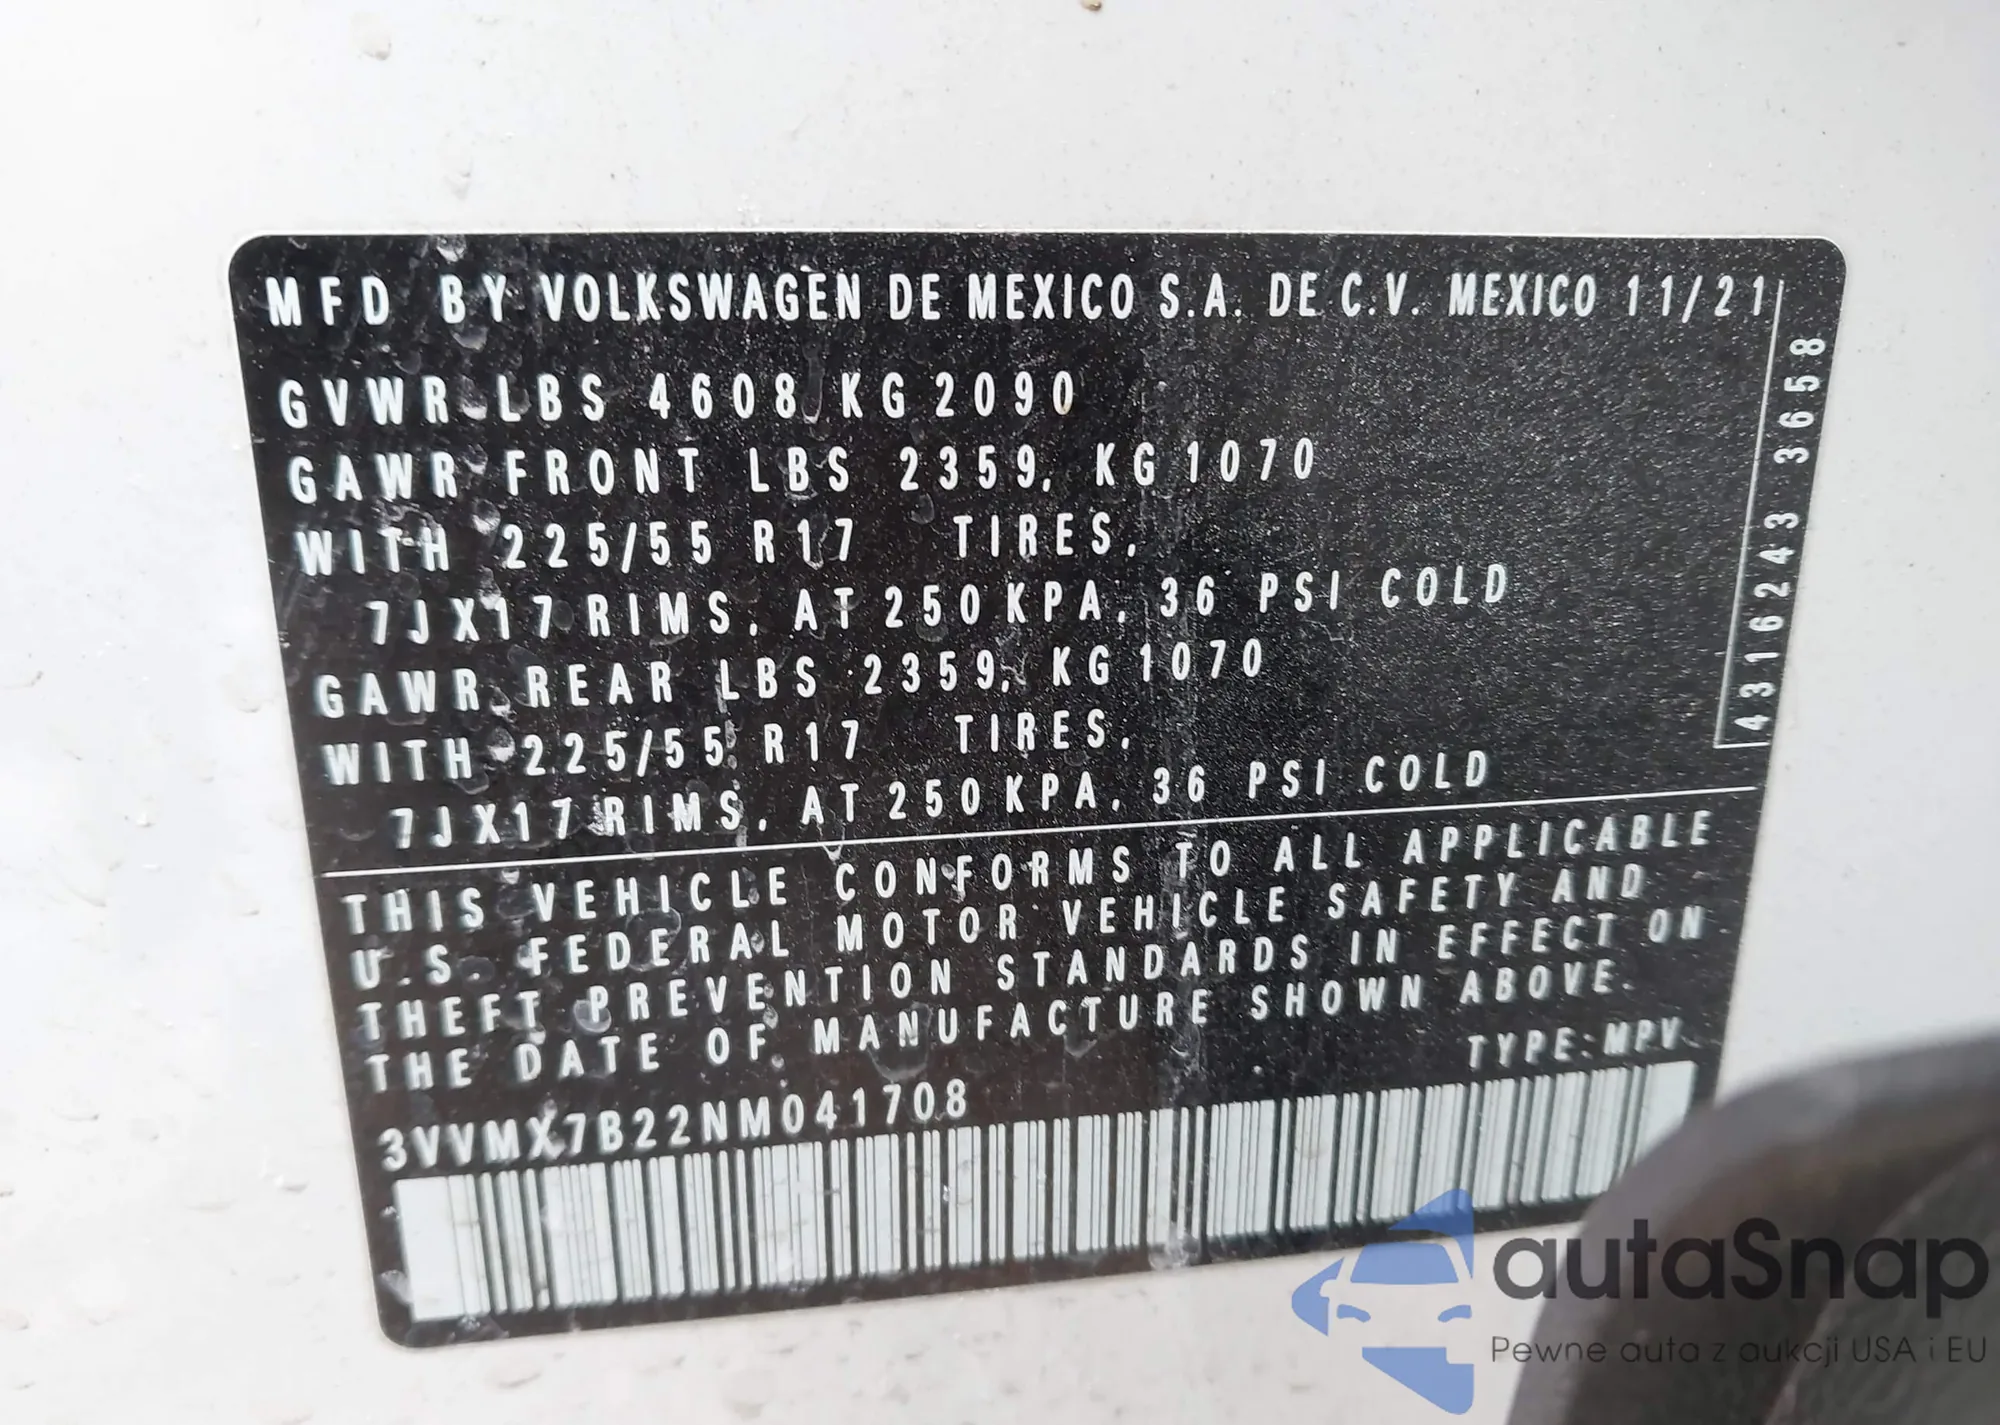 MFD BY VOLKSWAGEN DE MEXICO S.A. DE C.V. MEXICO 11/21
GVWR LBS 4608 KG 2090
GAWR FRONT LBS 2359, KG 1070
WITH 225/55 R17 TIRES,
7JX17 RIMS, AT 250 KPA, 36 PSI COLD
GAWR REAR LBS 2359, KG 1070
WITH 225/55 R17 TIRES,
7JX17 RIMS, AT 250 KPA, 36 PSI COLD
4316243 3658
THIS VEHICLE CONFORMS TO ALL APPLICABLE
U.S. FEDERAL MOTOR VEHICLE SAFETY AND
THEFT PREVENTION STANDARDS IN EFFECT ON
THE DATE OF MANUFACTURE SHOWN ABOVE.
TYPE: MPV
3VVMX7B22NM041708
autaSnap
Pewne auta z aukcji USA i EU